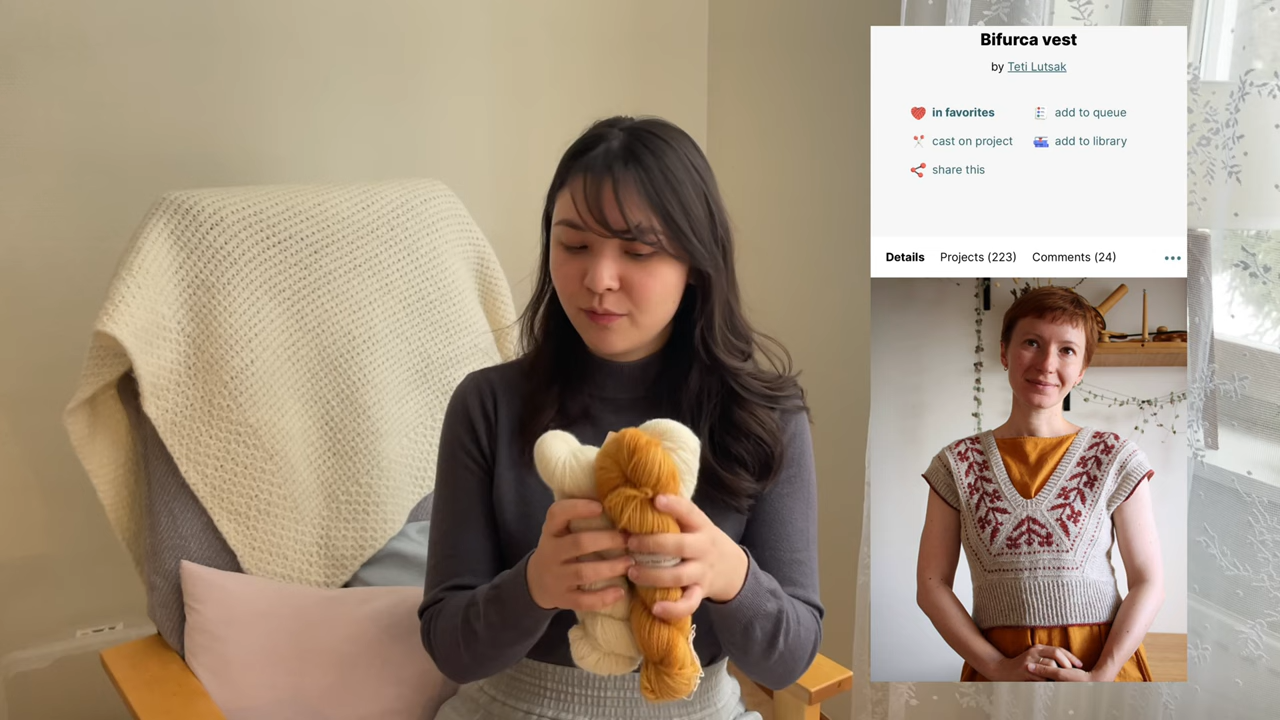 Bifurca vest
by Teti Lutsak
in favorites
add to queue
cast on project
add to library
share this
Details Projects (223) Comments (24)